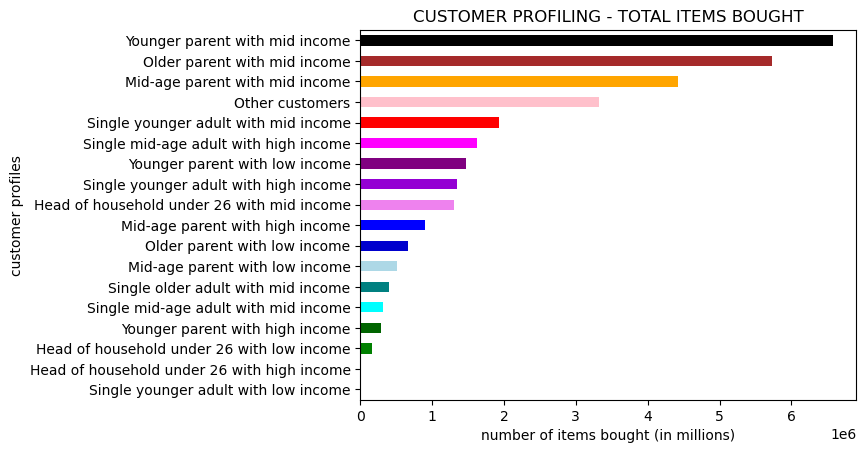 CUSTOMER PROFILING - TOTAL ITEMS BOUGHT
customer profiles
Younger parent with mid income
Older parent with mid income
Mid-age parent with mid income
Other customers
Single younger adult with mid income
Single mid-age adult with high income
Younger parent with low income
Single younger adult with high income
Head of household under 26 with mid income
Mid-age parent with high income
Older parent with low income
Mid-age parent with low income
Single older adult with mid income
Single mid-age adult with mid income
Younger parent with high income
Head of household under 26 with low income
Head of household under 26 with high income
Single younger adult with low income
0 1 2 3 4 5 6
1e6
number of items bought (in millions)